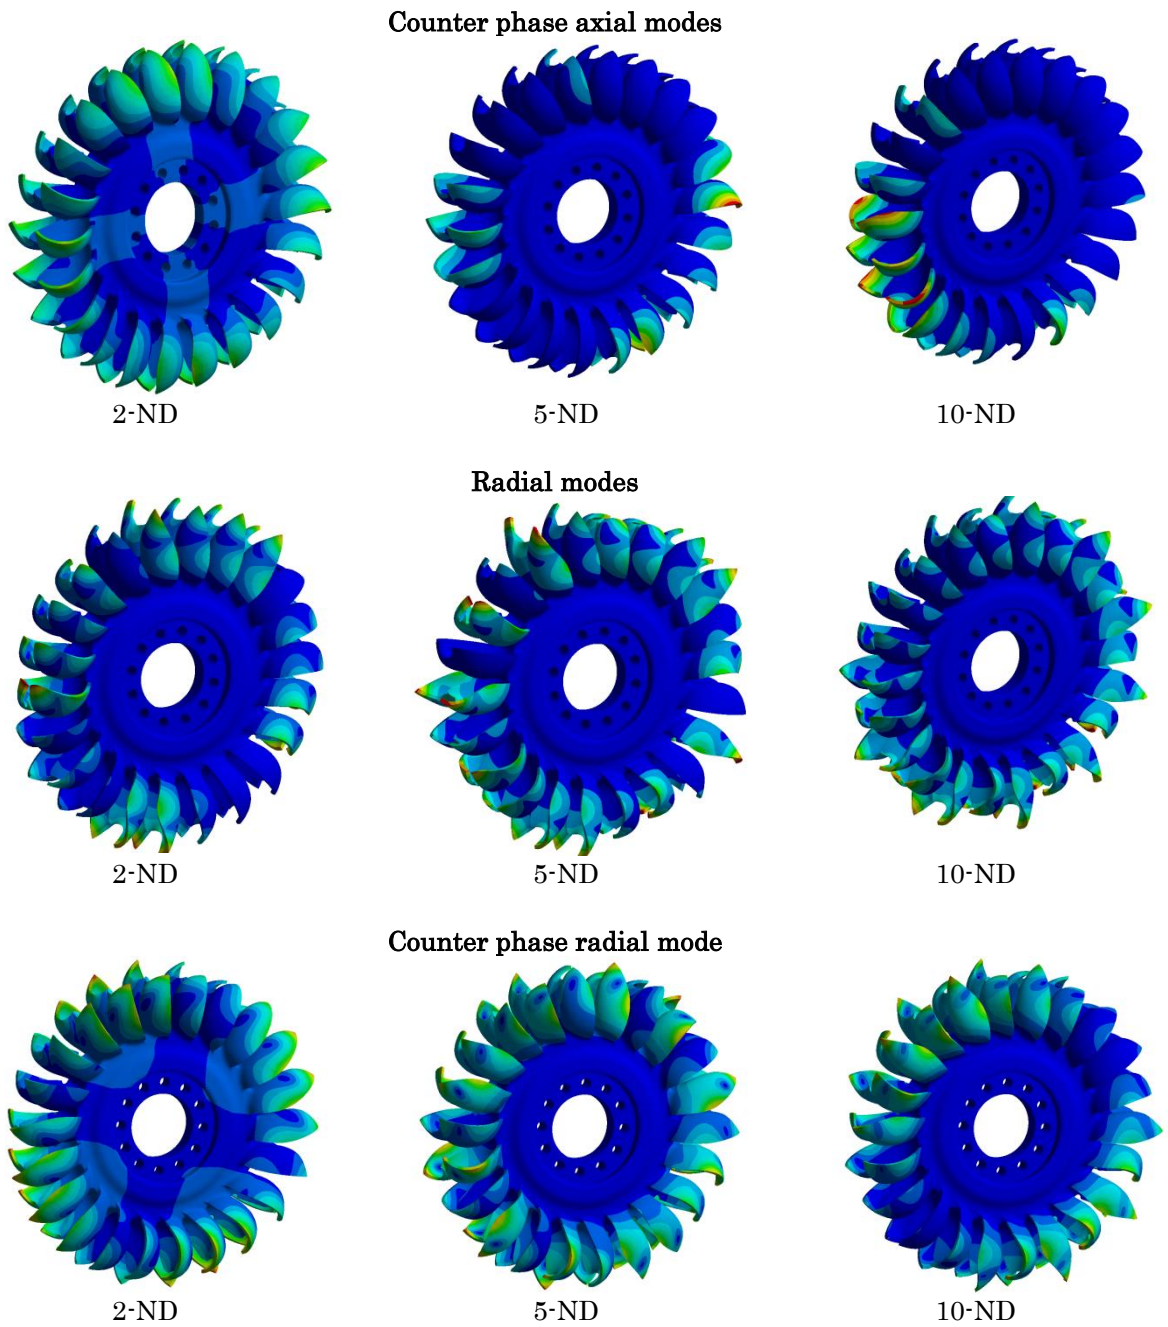 Counter phase axial modes
2-ND 5-ND 10-ND
Radial modes
2-ND 5-ND 10-ND
Counter phase radial mode
2-ND 5-ND 10-ND